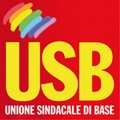 USB
UNIONE SINDACALE DI BASE